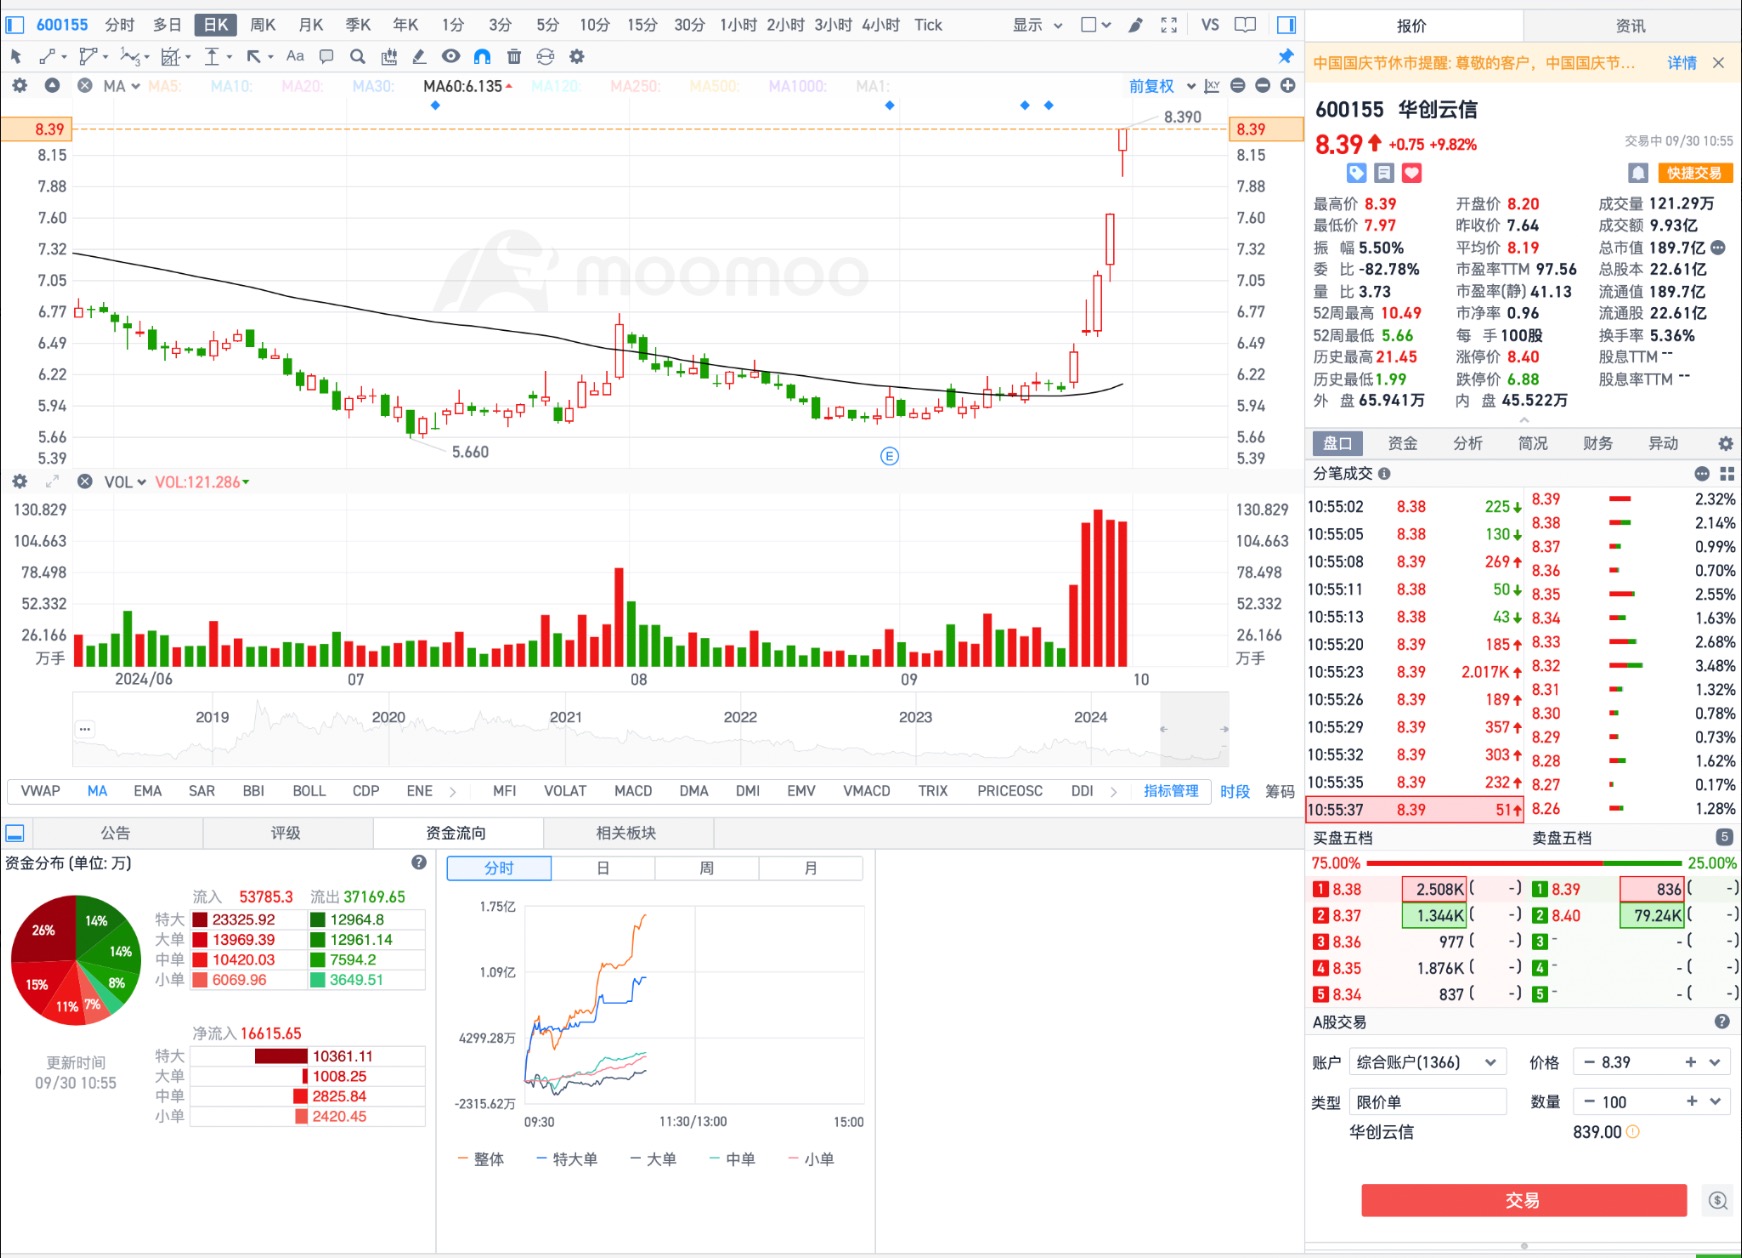 600155 分时 多日 日K 周K 月K 季K 年K 1分 3分 5分 10分 15分 30分 1小时 2小时 3小时 4小时 Tick 显示 VS
Aa
MA MA5: MA10: MA20: MA30: MA60:6.135 MA120: MA250: MA500: MA1000: MA1: 前复权
8.390
8.39 8.39
8.15 8.15
7.88 7.88
7.60 7.60
7.32 7.32
7.05 7.05
6.77 6.77
6.49 6.49
6.22 6.22
5.94 5.94
5.66 5.66
5.39 5.39
moomoo
5.660
E
VOL VOL:121.286
130.829 130.829
104.663 104.663
78.498 78.498
52.332 52.332
26.166 26.166
万手 万手
2024/06 07 08 09 10
2019 2020 2021 2022 2023 2024
VWAP MA EMA SAR BBI BOLL CDP ENE MFI VOLAT MACD DMA DMI EMV VMACD TRIX PRICEOSC DDI 指标管理 时段 筹码
公告 评级 资金流向 相关板块
资金分布 (单位: 万)
26% 14% 14% 8% 7% 11% 15%
流入 53785.3 流出 37169.65
特大 23325.92 12964.8
大单 13969.39 12961.14
中单 10420.03 7594.2
小单 6069.96 3649.51
净流入 16615.65
特大 10361.11
大单 1008.25
中单 2825.84
小单 2420.45
更新时间
09/30 10:55
分时 日 周 月
1.75亿
1.09亿
4299.28万
-2315.62万
09:30 11:30/13:00 15:00
整体 特大单 大单 中单 小单
报价 资讯
中国国庆节休市提醒: 尊敬的客户，中国国庆节... 详情
600155 华创云信
8.39 +0.75 +9.82% 交易中 09/30 10:55
快捷交易
最高价 8.39 开盘价 8.20 成交量 121.29万
最低价 7.97 昨收价 7.64 成交额 9.93亿
振 幅 5.50% 平均价 8.19 总市值 189.7亿
委 比 -82.78% 市盈率TTM 97.56 总股本 22.61亿
量 比 3.73 市盈率(静) 41.13 流通值 189.7亿
52周最高 10.49 市净率 0.96 流通股 22.61亿
52周最低 5.66 每 手 100股 换手率 5.36%
历史最高 21.45 涨停价 8.40 股息TTM --
历史最低 1.99 跌停价 6.88 股息率TTM --
外 盘 65.941万 内 盘 45.522万
盘口 资金 分析 简况 财务 异动
分笔成交
10:55:02 8.38 225
10:55:05 8.38 130
10:55:08 8.39 269
10:55:11 8.38 50
10:55:13 8.38 43
10:55:20 8.39 185
10:55:23 8.39 2.017K
10:55:26 8.39 189
10:55:29 8.39 357
10:55:32 8.39 303
10:55:35 8.39 232
10:55:37 8.39 51
8.39 2.32%
8.38 2.14%
8.37 0.99%
8.36 0.70%
8.35 2.55%
8.34 1.63%
8.33 2.68%
8.32 3.48%
8.31 1.32%
8.30 0.78%
8.29 0.73%
8.28 1.62%
8.27 0.17%
8.26 1.28%
买盘五档 卖盘五档 5
75.00% 25.00%
1 8.38 2.508K ( -) 1 8.39 836 ( -)
2 8.37 1.344K ( -) 2 8.40 79.24K ( -)
3 8.36 977 ( -) 3 - - ( -)
4 8.35 1.876K ( -) 4 - - ( -)
5 8.34 837 ( -) 5 - - ( -)
A股交易
账户 综合账户(1366) 价格 − 8.39 +
类型 限价单 数量 − 100 +
华创云信 839.00
交易